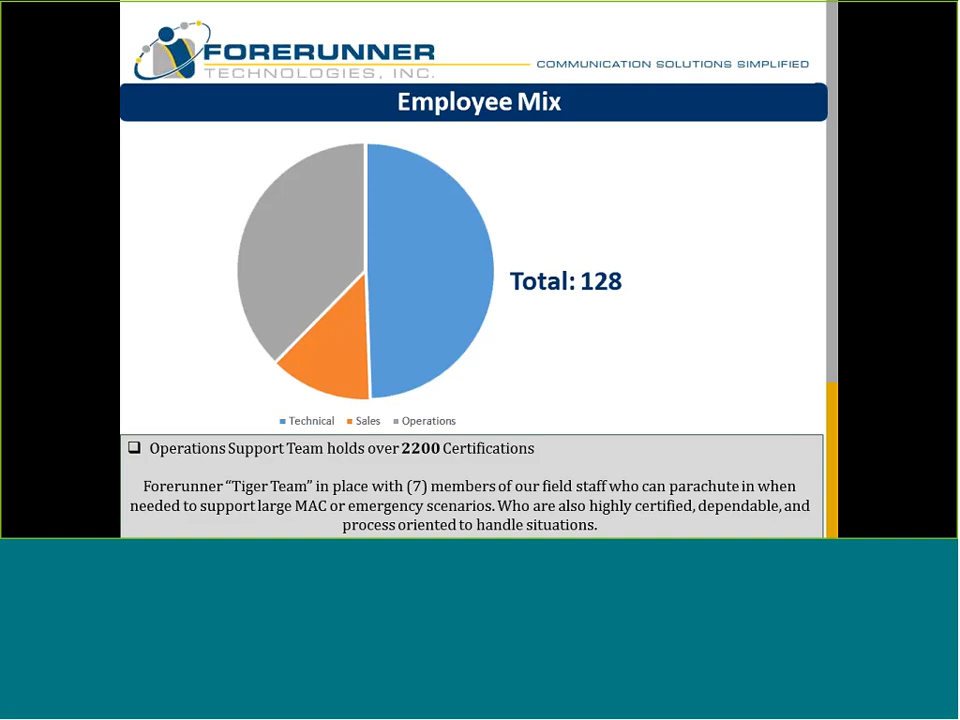 FORERUNNER
TECHNOLOGIES, INC.
COMMUNICATION SOLUTIONS SIMPLIFIED
Employee Mix
Total: 128
Technical Sales Operations
Operations Support Team holds over 2200 Certifications
Forerunner “Tiger Team” in place with (7) members of our field staff who can parachute in when
needed to support large MAC or emergency scenarios. Who are also highly certified, dependable, and
process oriented to handle situations.